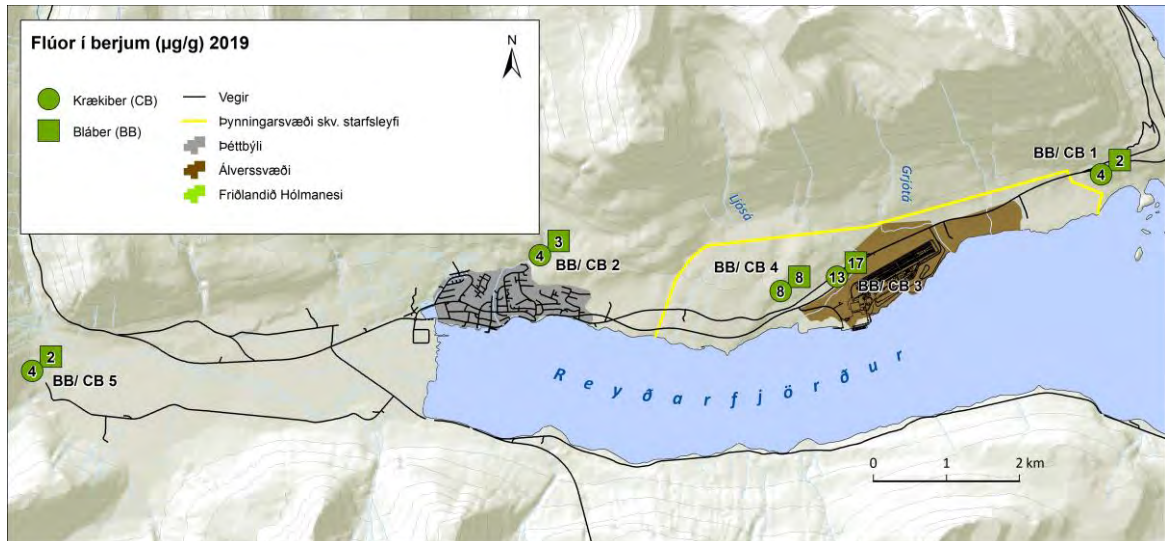 Flúor í berjum (µg/g) 2019
N
Krækiber (CB)
Bláber (BB)
Vegir
Þynningarsvæði skv. starfsleyfi
Þéttbýli
Álverssvæði
Friðlandið Hólmanesi
BB/ CB 1
2
4
Grjótá
Ljósá
3
4
BB/ CB 2
BB/ CB 4
8
8
17
13
BB/ CB 3
2
4
BB/ CB 5
Reyðarfjörður
0 1 2 km